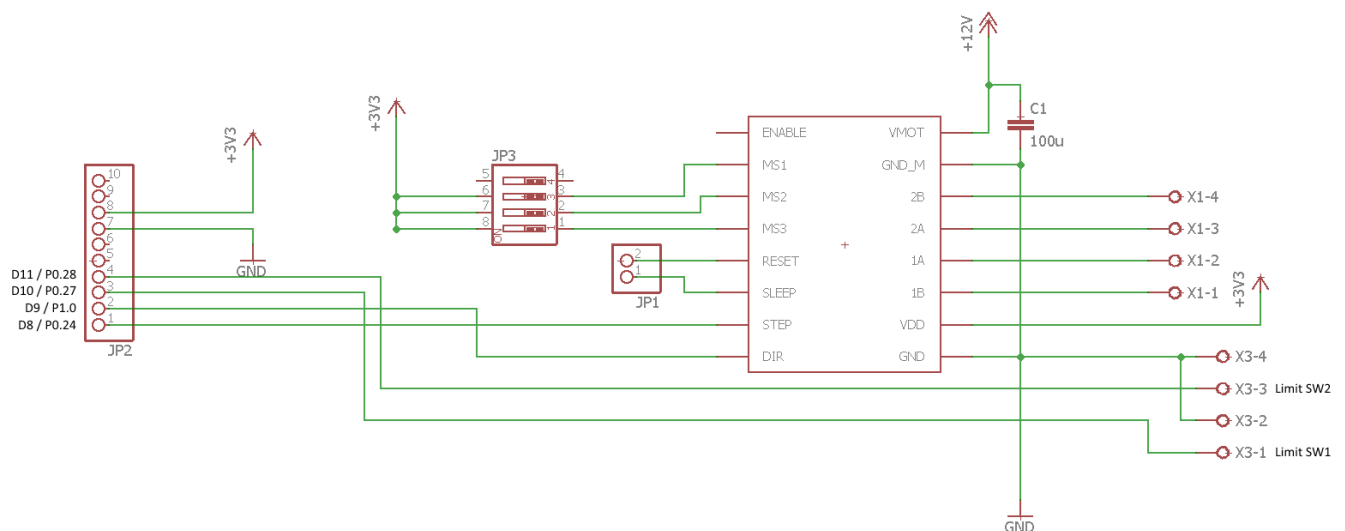 +12V
C1
100u
+3V3
+3V3
JP3
5
6
7
8
4
3
2
1
4
3
2
1
ON
ENABLE
MS1
MS2
MS3
RESET
SLEEP
STEP
DIR
VMOT
GND_M
2B
2A
1A
1B
VDD
GND
X1-4
X1-3
X1-2
X1-1
+3V3
2
1
JP1
10
9
8
7
6
5
4
3
2
1
JP2
GND
D11 / P0.28
D10 / P0.27
D9 / P1.0
D8 / P0.24
X3-4
X3-3 Limit SW2
X3-2
X3-1 Limit SW1
GND